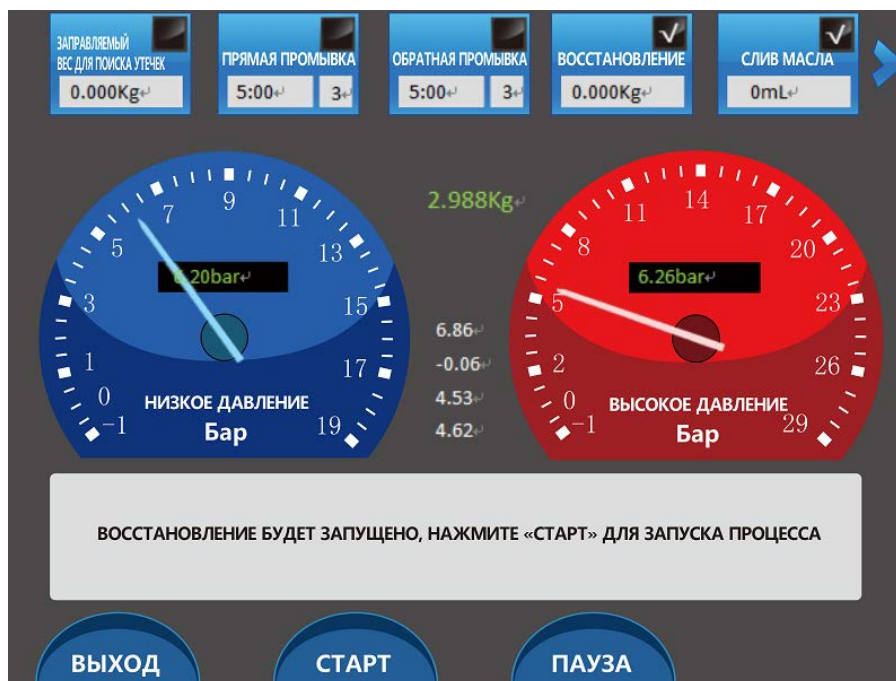 ЗАПРАВЛЯЕМЫЙ
ВЕС ДЛЯ ПОИСКА УТЕЧЕК
0.000Kg↵
ПРЯМАЯ ПРОМЫВКА
5:00↵ 3↵
ОБРАТНАЯ ПРОМЫВКА
5:00↵ 3↵
ВОССТАНОВЛЕНИЕ
0.000Kg↵
СЛИВ МАСЛА
0mL↵
-1
0
1
3
5
7
9
11
13
15
17
19
6.20bar↵
НИЗКОЕ ДАВЛЕНИЕ
Бар
2.988Kg↵
6.86↵
-0.06↵
4.53↵
4.62↵
-1
0
2
5
8
11
14
17
20
23
26
29
6.26bar↵
ВЫСОКОЕ ДАВЛЕНИЕ
Бар
ВОССТАНОВЛЕНИЕ БУДЕТ ЗАПУЩЕНО, НАЖМИТЕ «СТАРТ» ДЛЯ ЗАПУСКА ПРОЦЕССА
ВЫХОД
СТАРТ
ПАУЗА